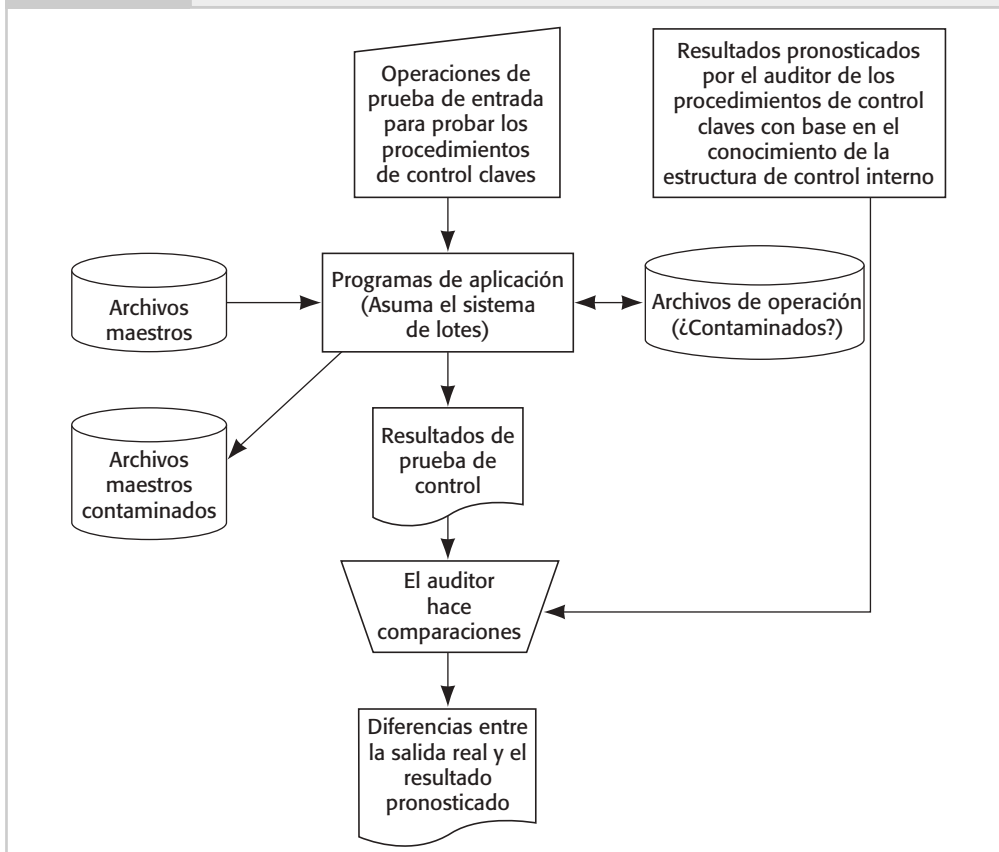 Operaciones de
prueba de entrada
para probar los
procedimientos
de control claves
Resultados pronosticados
por el auditor de los
procedimientos de control
claves con base en el
conocimiento de la
estructura de control interno
Archivos
maestros
Programas de aplicación
(Asuma el sistema
de lotes)
Archivos de operación
(¿Contaminados?)
Archivos
maestros
contaminados
Resultados de
prueba de
control
El auditor
hace
comparaciones
Diferencias entre
la salida real y el
resultado
pronosticado